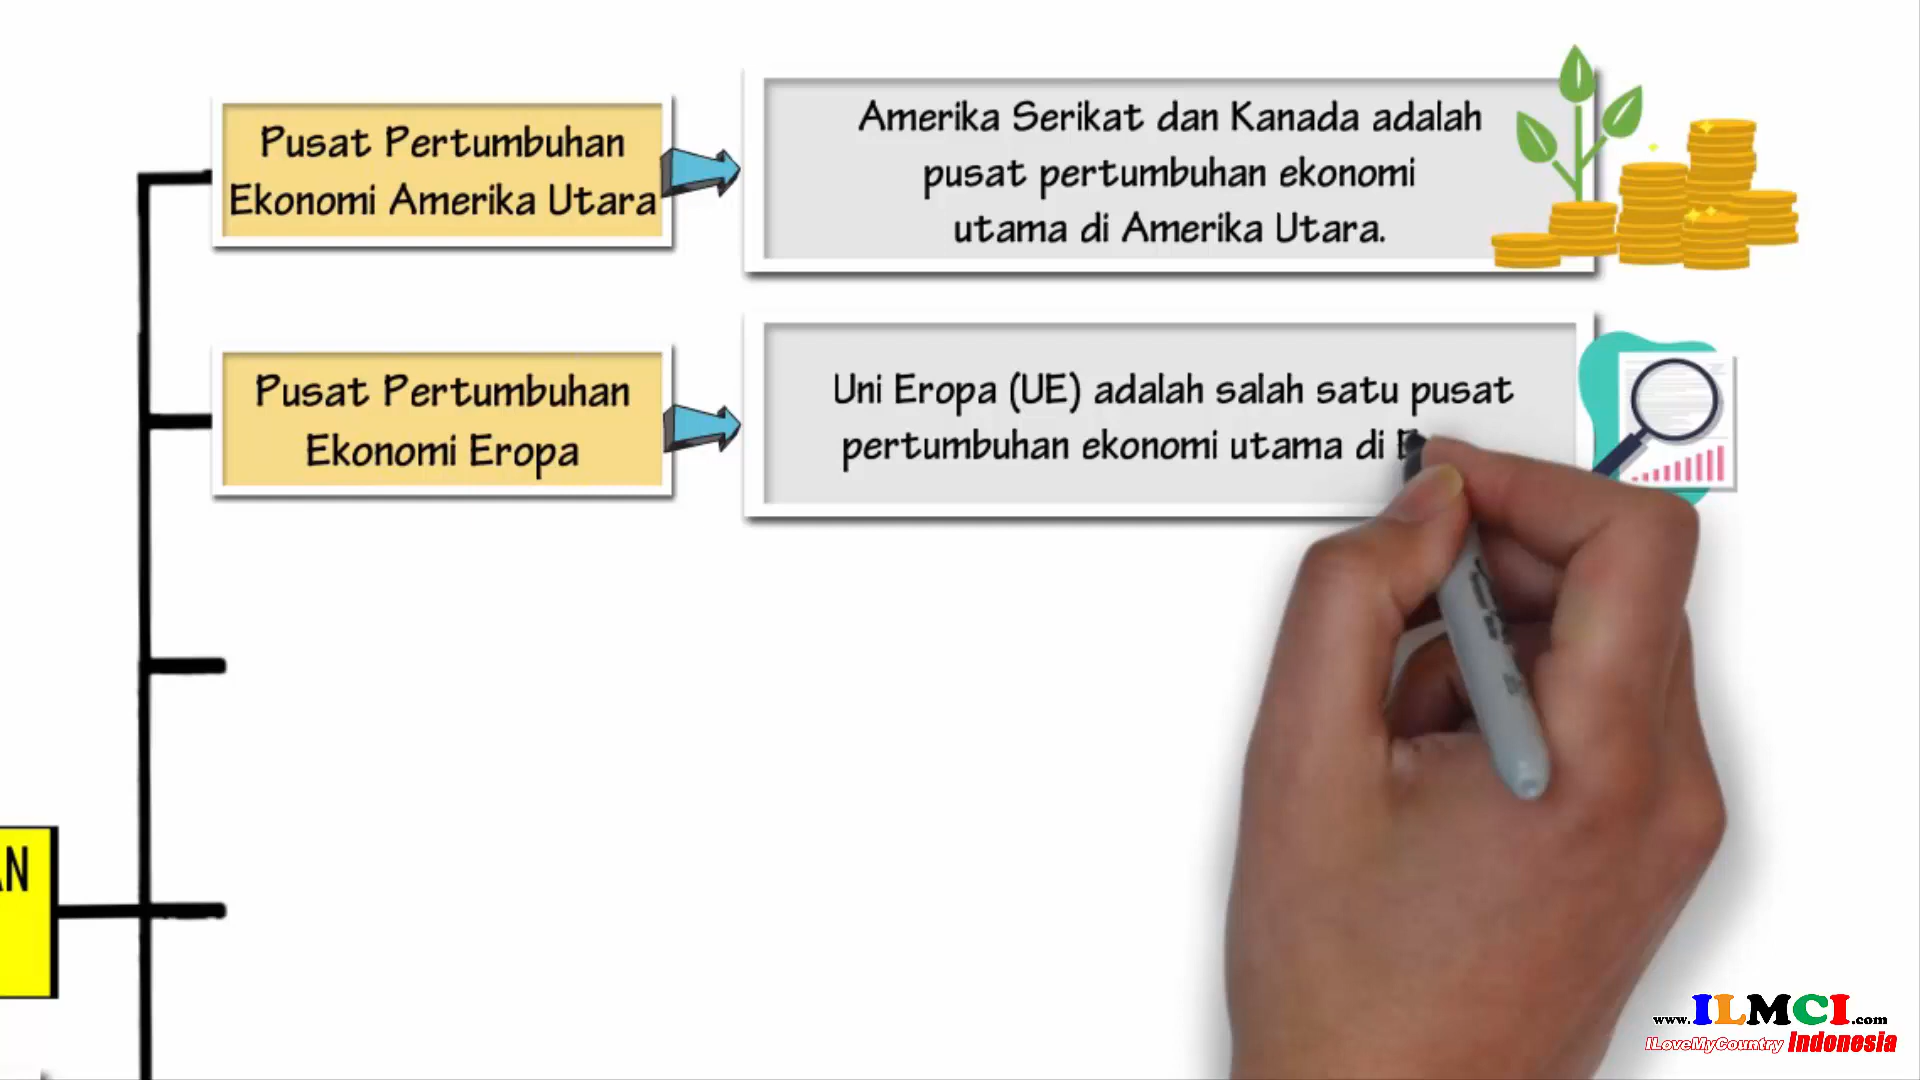 Pusat Pertumbuhan
Ekonomi Amerika Utara
Amerika Serikat dan Kanada adalah
pusat pertumbuhan ekonomi
utama di Amerika Utara.
Pusat Pertumbuhan
Ekonomi Eropa
Uni Eropa (UE) adalah salah satu pusat
pertumbuhan ekonomi utama di
AN
www.ILMCI.com
ILoveMyCountry Indonesia